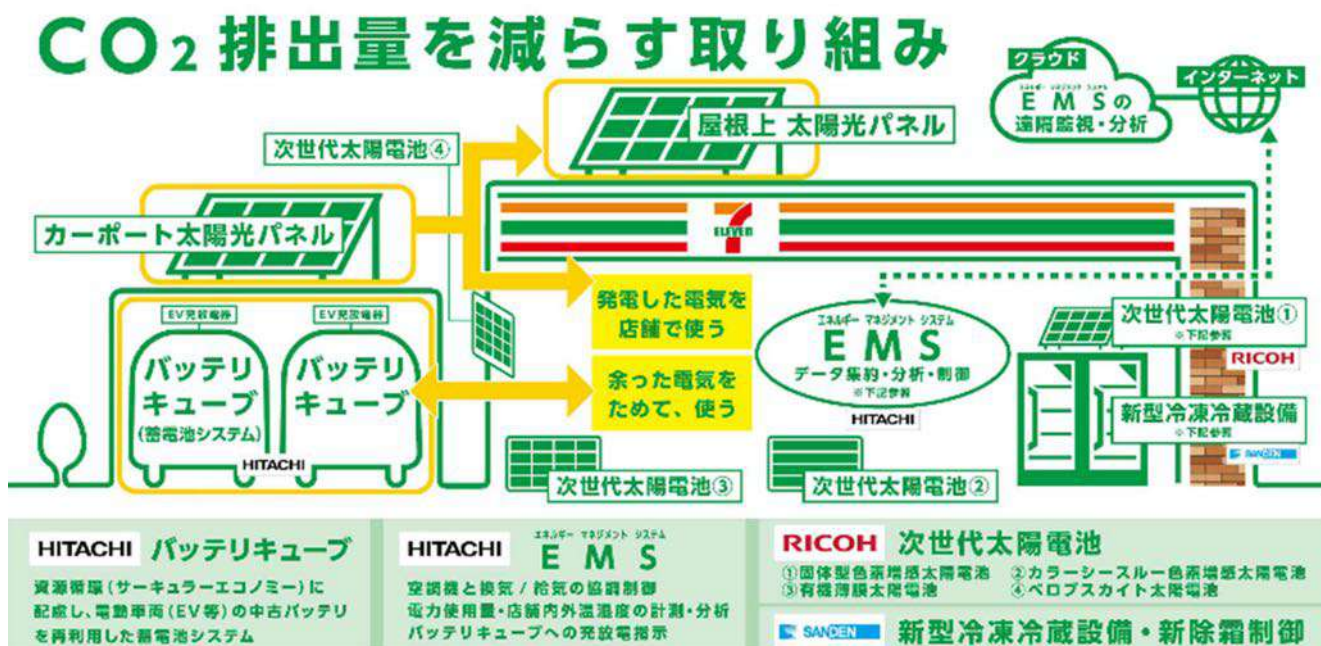 CO2排出量を減らす取り組み
クラウド
エネルギー マネジメント システム
EMSの
遠隔監視・分析
インターネット
屋根上 太陽光パネル
次世代太陽電池④
カーポート太陽光パネル
7
ELEVEN
発電した電気を
店舗で使う
余った電気を
ためて、使う
EV充放電器
EV充放電器
バッテリ
キューブ
(蓄電池システム)
バッテリ
キューブ
HITACHI
エネルギー マネジメント システム
EMS
データ集約・分析・制御
※下記参照
HITACHI
次世代太陽電池①
※下記参照
RICOH
新型冷凍冷蔵設備
※下記参照
SANDEN
次世代太陽電池③
次世代太陽電池②
HITACHI バッテリキューブ
資源循環(サーキュラーエコノミー)に
配慮し、電動車両(EV等)の中古バッテリ
を再利用した蓄電池システム
エネルギー マネジメント システム
HITACHI EMS
空調機と換気/給気の協調制御
電力使用量・店舗内外温湿度の計測・分析
バッテリキューブへの充放電指示
RICOH 次世代太陽電池
①固体型色素増感太陽電池 ②カラーシースルー色素増感太陽電池
③有機薄膜太陽電池 ④ペロブスカイト太陽電池
SANDEN 新型冷凍冷蔵設備・新除霜制御